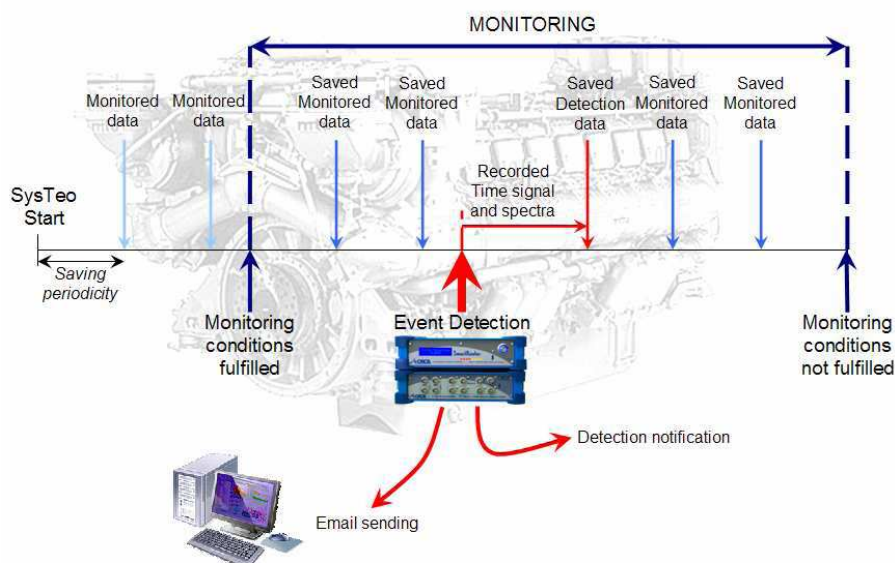 MONITORING
Monitored
data
Monitored
data
Saved
Monitored
data
Saved
Monitored
data
Saved
Detection
data
Saved
Monitored
data
Saved
Monitored
data
SysTeo
Start
Recorded
Time signal
and spectra
Saving
periodicity
Monitoring
conditions
fulfilled
Event Detection
Monitoring
conditions
not fulfilled
Detection notification
Email sending